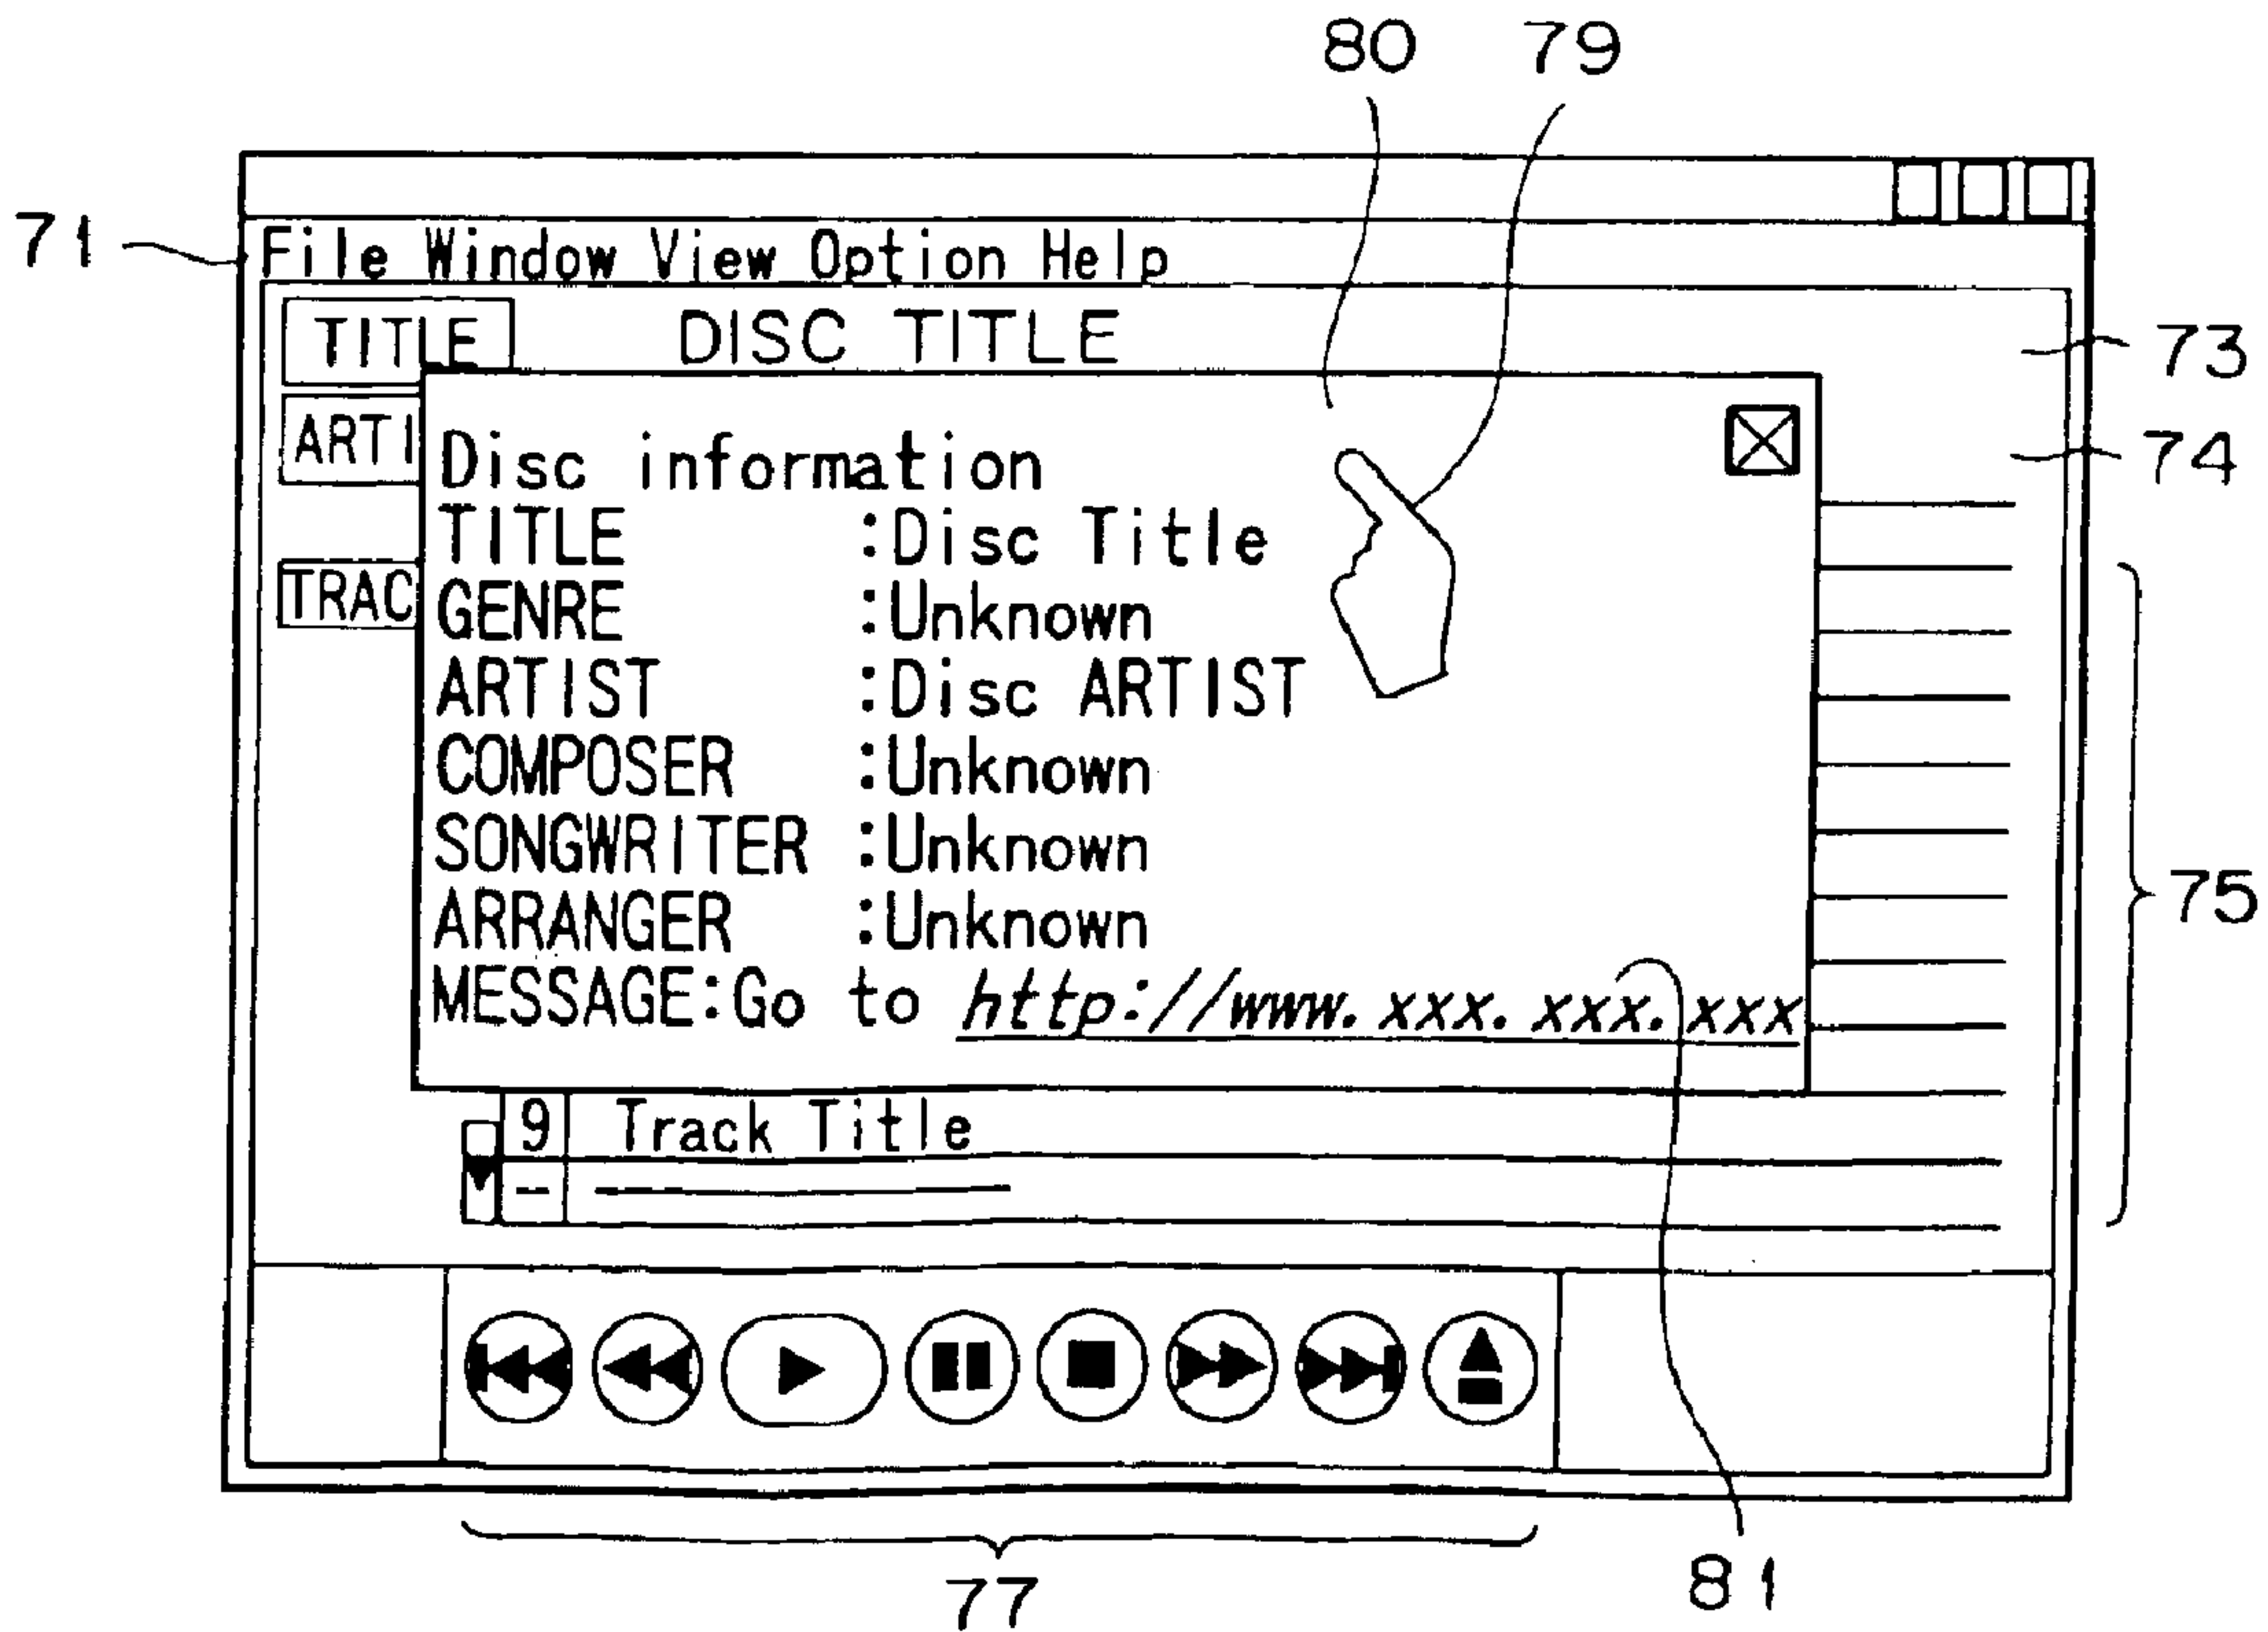 80 79
71
File Window View Option Help
TITLE DISC TITLE
73
ARTI
74
Disc information
TITLE :Disc Title
TRAC
GENRE :Unknown
ARTIST :Disc ARTIST
COMPOSER :Unknown
SONGWRITER :Unknown
ARRANGER :Unknown
75
MESSAGE:Go to http://www.xxx.xxx.xxx
9 Track Title
77
81